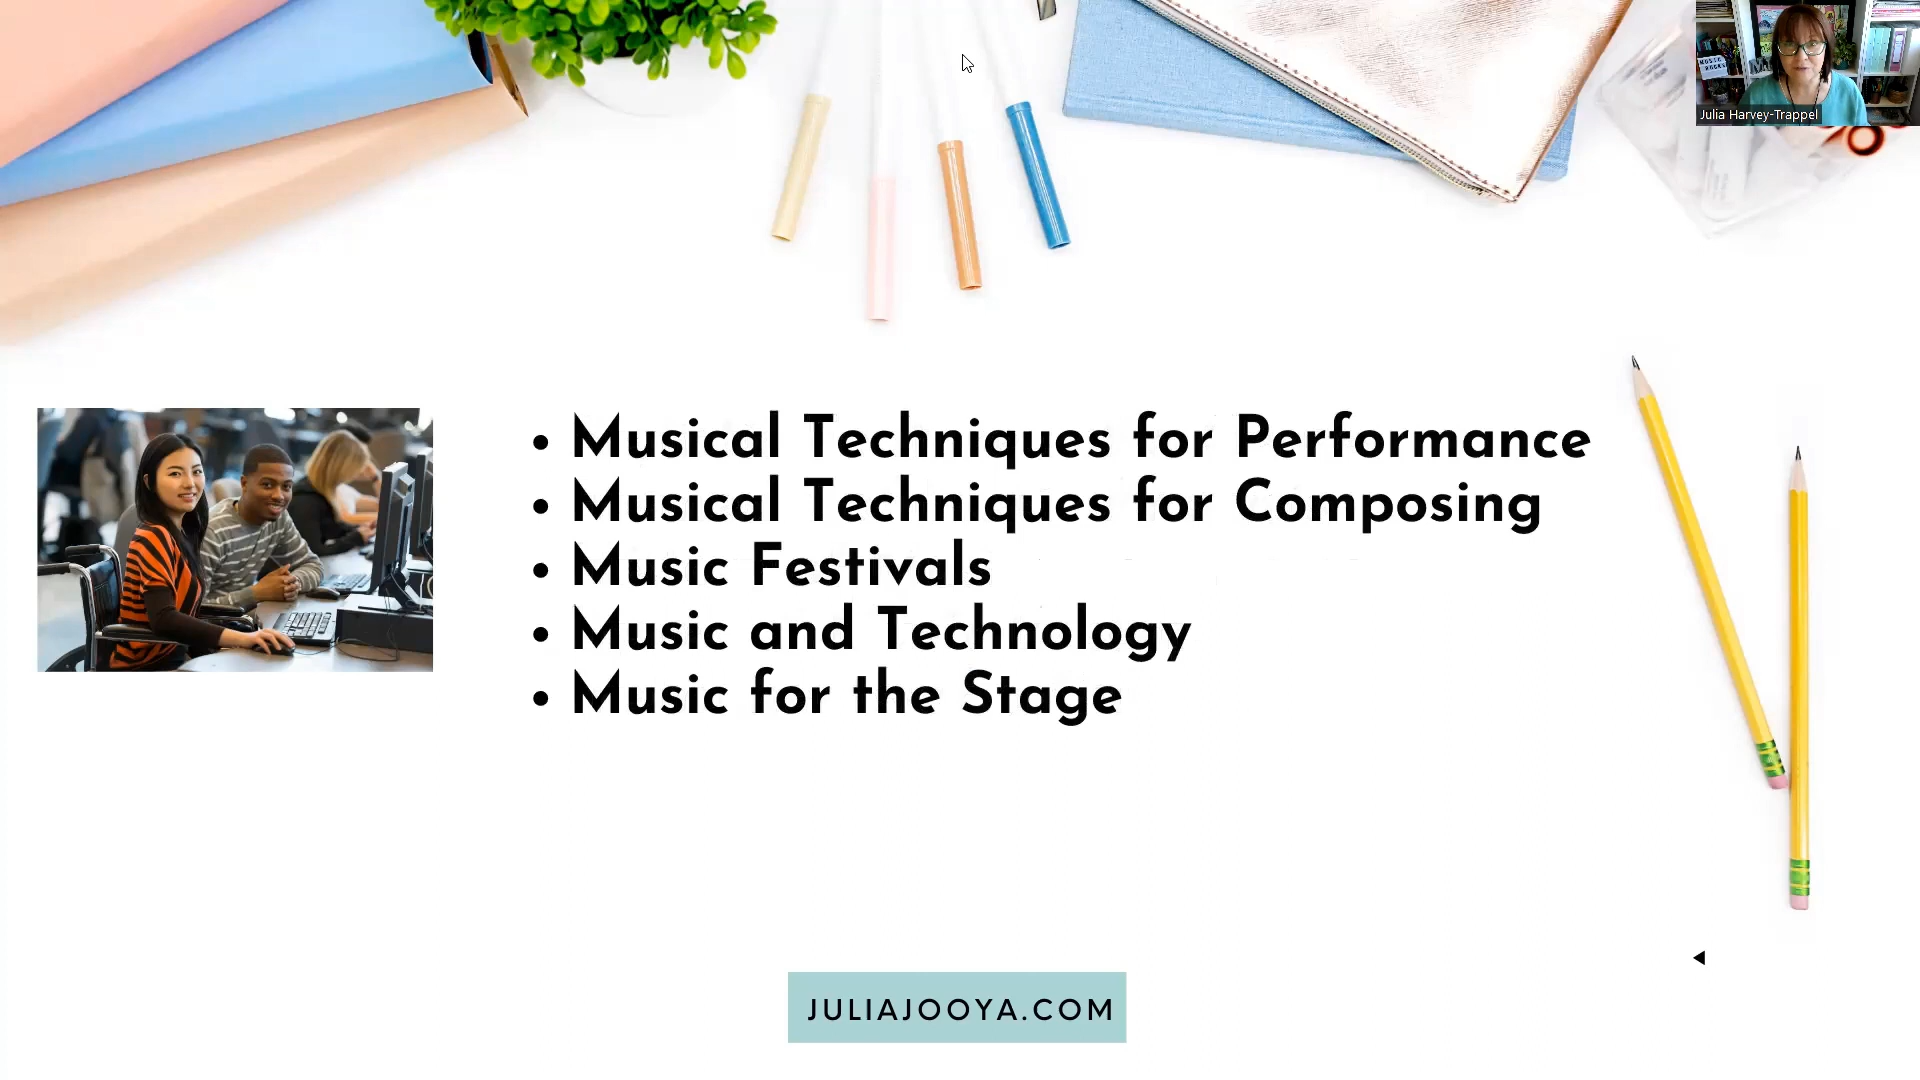 Julia Harvey-Trappel
• Musical Techniques for Performance
• Musical Techniques for Composing
• Music Festivals
• Music and Technology
• Music for the Stage
JULIAJOOYA.COM